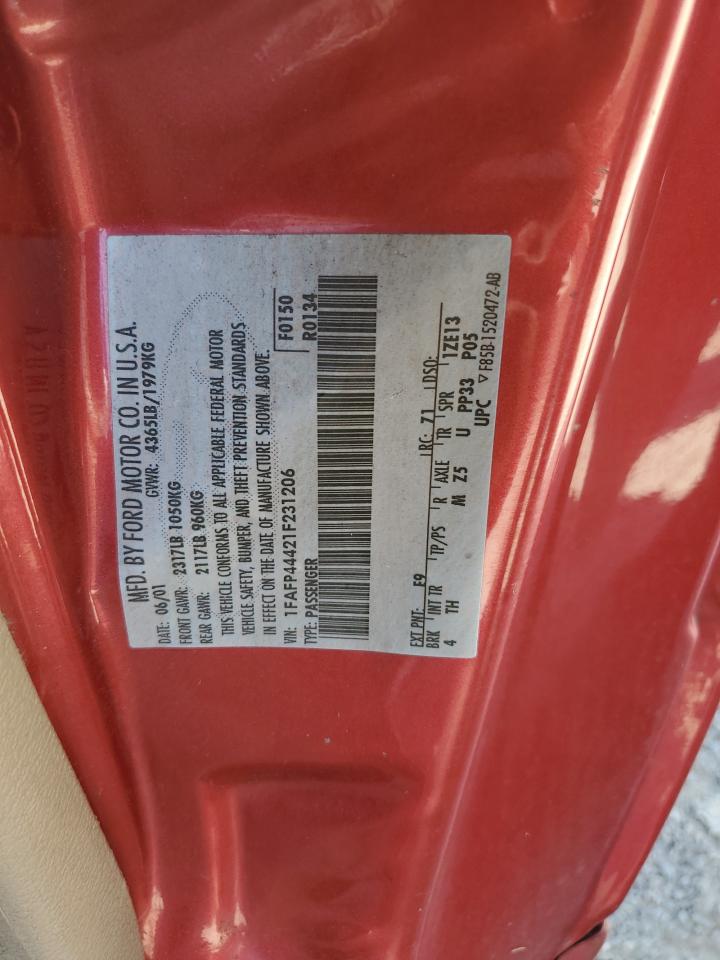 MFD. BY FORD MOTOR CO. IN U.S.A.
DATE: 06/01 GVWR: 4365LB/1979KG
FRONT GAWR: 2317LB 1050KG
REAR GAWR: 2117LB 960KG
THIS VEHICLE CONFORMS TO ALL APPLICABLE FEDERAL MOTOR
VEHICLE SAFETY, BUMPER, AND THEFT PREVENTION STANDARDS
IN EFFECT ON THE DATE OF MANUFACTURE SHOWN ABOVE.
VIN: 1FAFP44421F231206 F0150
TYPE: PASSENGER R0134
EXT PNT: E9 RC: 71 DSO:
BRK INT TR TP/PS R AXLE TR SPR 1ZE13
4 TH M Z5 U PP33 P05
UPC ▽F85B-1520472-AB